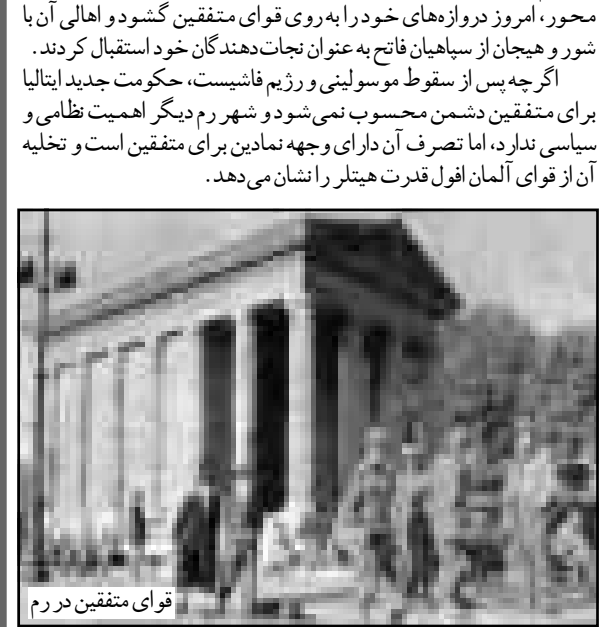 محور، امروز دروازه‌های خود را به روی قوای متفقین گشود و اهالی آن با
شور و هیجان از سپاهیان فاتح به عنوان نجات‌دهندگان خود استقبال کردند.
اگر چه پس از سقوط موسولینی و رژیم فاشیست، حکومت جدید ایتالیا
برای متفقین دشمن محسوب نمی‌شود و شهر رم دیگر اهمیت نظامی و
سیاسی ندارد، اما تصرف آن دارای وجهه نمادین برای متفقین است و تخلیه
آن از قوای آلمان افول قدرت هیتلر را نشان می‌دهد.
قوای متفقین در رم